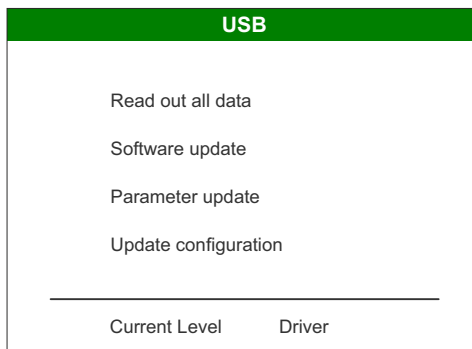 USB
Read out all data
Software update
Parameter update
Update configuration
Current Level Driver